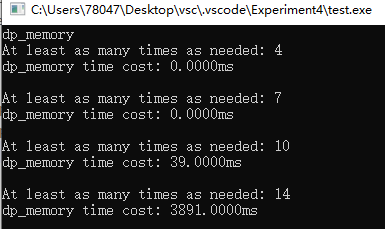 C:\Users\78047\Desktop\vsc\.vscode\Experiment4\test.exe
dp_memory
At least as many times as needed: 4
dp_memory time cost: 0.0000ms
At least as many times as needed: 7
dp_memory time cost: 0.0000ms
At least as many times as needed: 10
dp_memory time cost: 39.0000ms
At least as many times as needed: 14
dp_memory time cost: 3891.0000ms